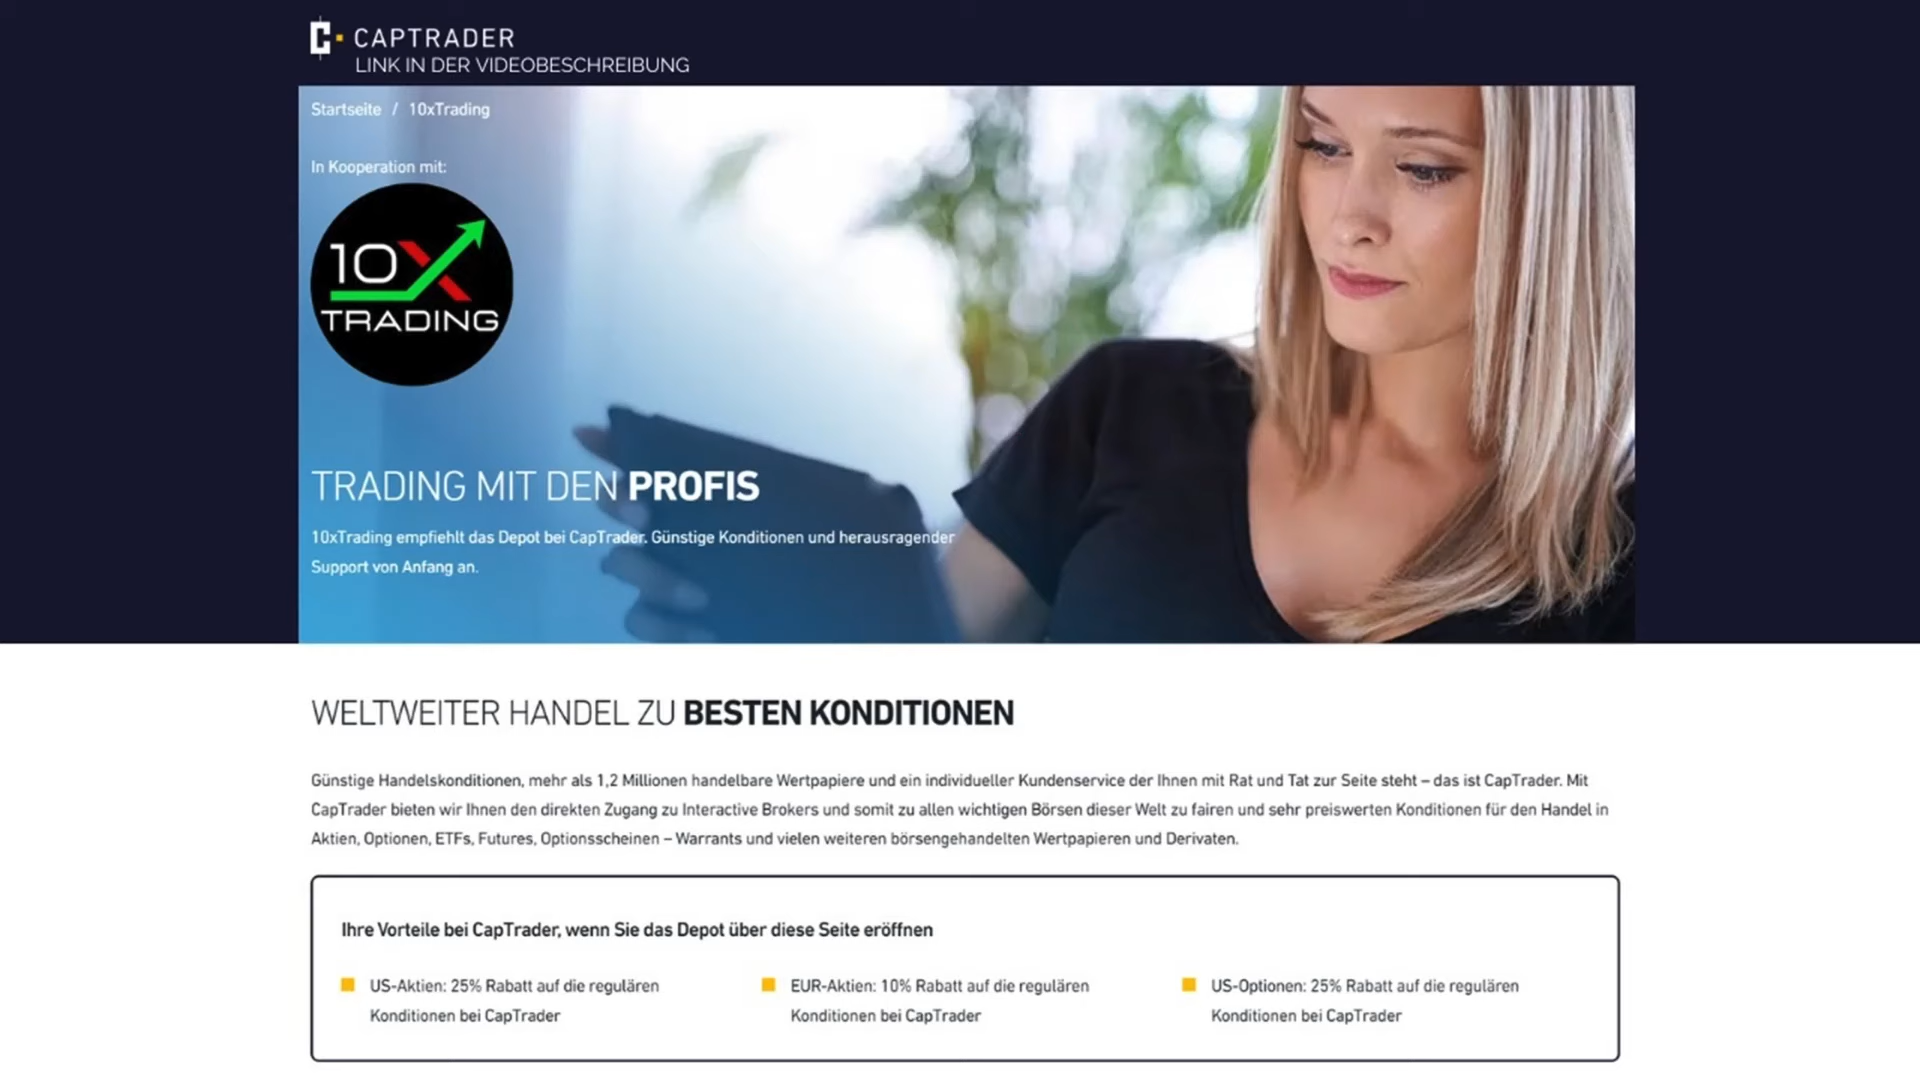 CAPTRADER
LINK IN DER VIDEOBESCHREIBUNG
Startseite / 10xTrading
In Kooperation mit:
10X
TRADING
TRADING MIT DEN PROFIS
10xTrading empfiehlt das Depot bei CapTrader. Günstige Konditionen und herausragender
Support von Anfang an.
WELTWEITER HANDEL ZU BESTEN KONDITIONEN
Günstige Handelskonditionen, mehr als 1,2 Millionen handelbare Wertpapiere und ein individueller Kundenservice der Ihnen mit Rat und Tat zur Seite steht – das ist CapTrader. Mit
CapTrader bieten wir Ihnen den direkten Zugang zu Interactive Brokers und somit zu allen wichtigen Börsen dieser Welt zu fairen und sehr preiswerten Konditionen für den Handel in
Aktien, Optionen, ETFs, Futures, Optionsscheinen – Warrants und vielen weiteren börsengehandelten Wertpapieren und Derivaten.
Ihre Vorteile bei CapTrader, wenn Sie das Depot über diese Seite eröffnen
US-Aktien: 25% Rabatt auf die regulären
Konditionen bei CapTrader
EUR-Aktien: 10% Rabatt auf die regulären
Konditionen bei CapTrader
US-Optionen: 25% Rabatt auf die regulären
Konditionen bei CapTrader